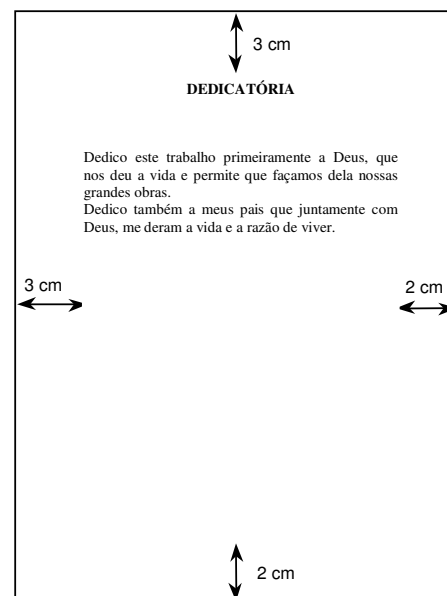 3 cm
DEDICATÓRIA
Dedico este trabalho primeiramente a Deus, que
nos deu a vida e permite que façamos dela nossas
grandes obras.
Dedico também a meus pais que juntamente com
Deus, me deram a vida e a razão de viver.
3 cm
2 cm
2 cm